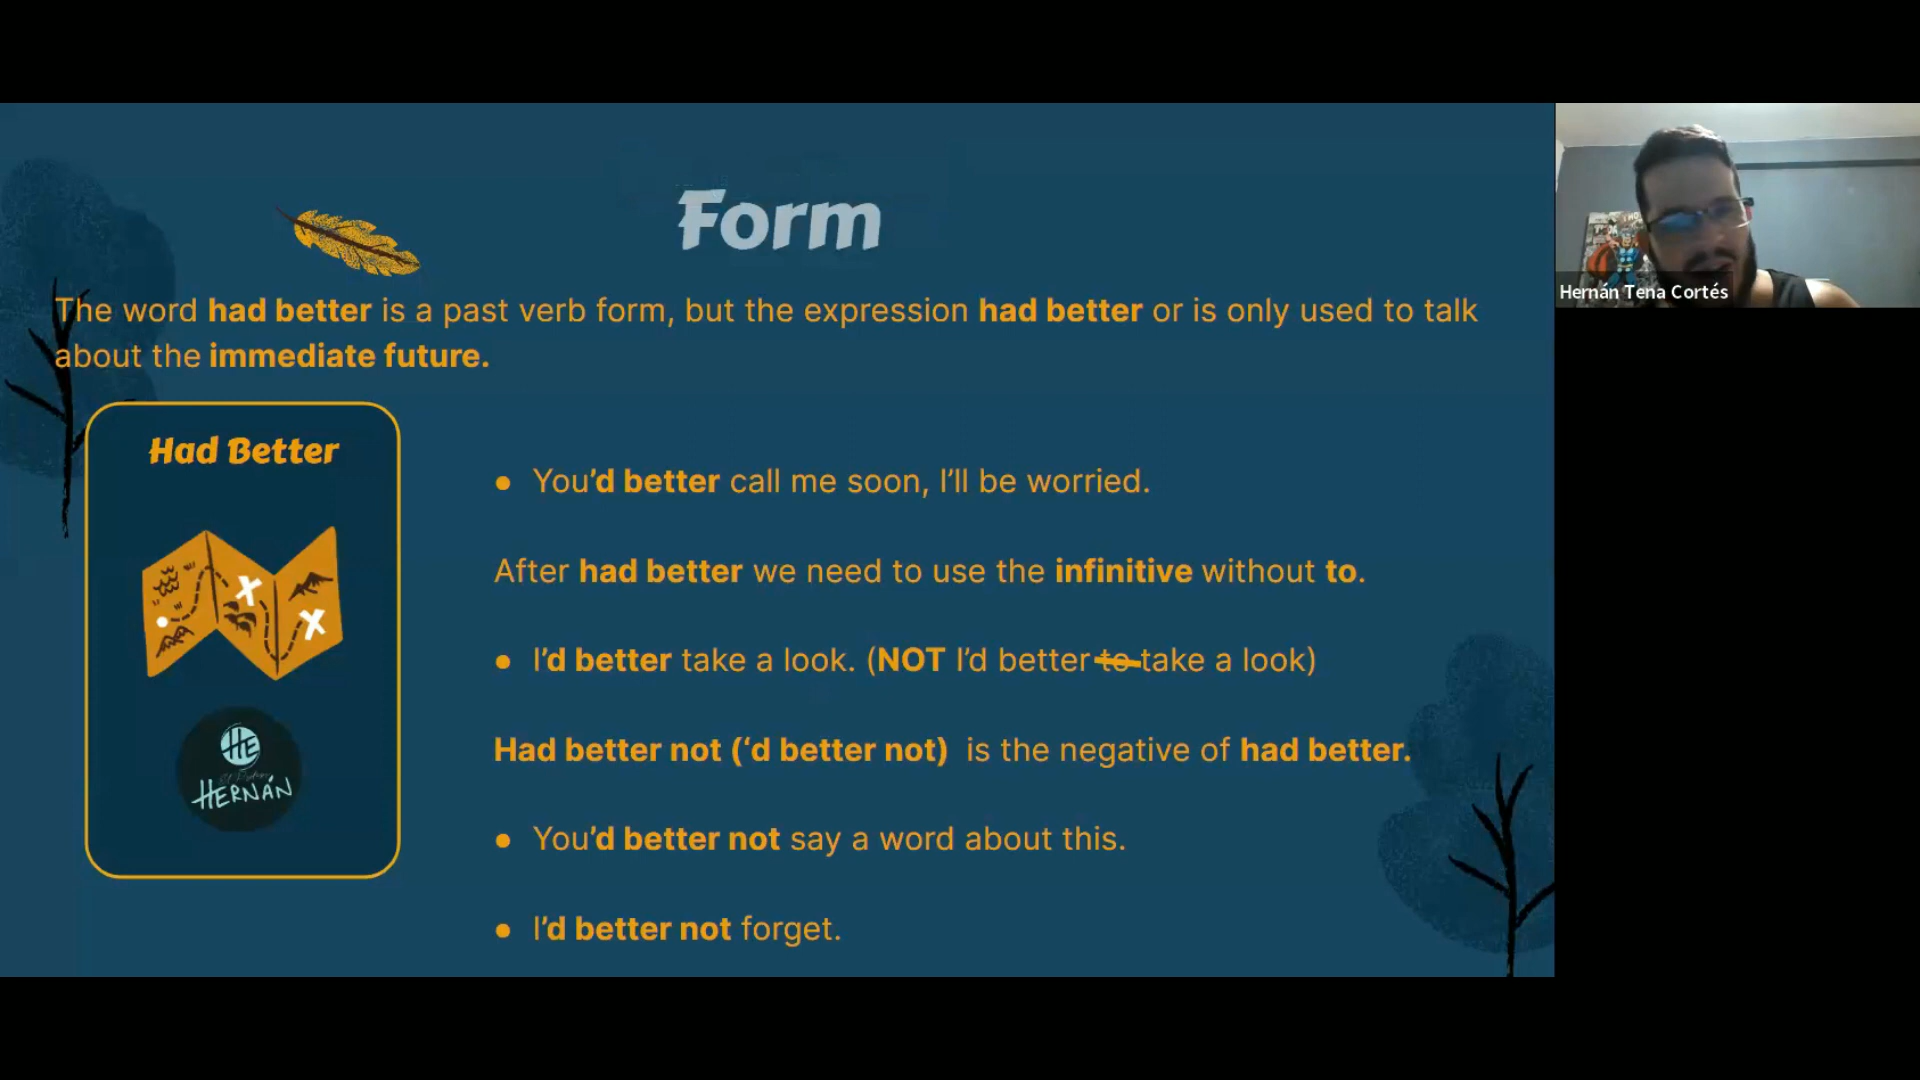 Form
The word had better is a past verb form, but the expression had better or is only used to talk
about the immediate future.
Had Better
HE
HERNÁN
• You’d better call me soon, I’ll be worried.
After had better we need to use the infinitive without to.
• I’d better take a look. (NOT I’d better to take a look)
Had better not (‘d better not) is the negative of had better.
• You’d better not say a word about this.
• I’d better not forget.
Hernán Tena Cortés